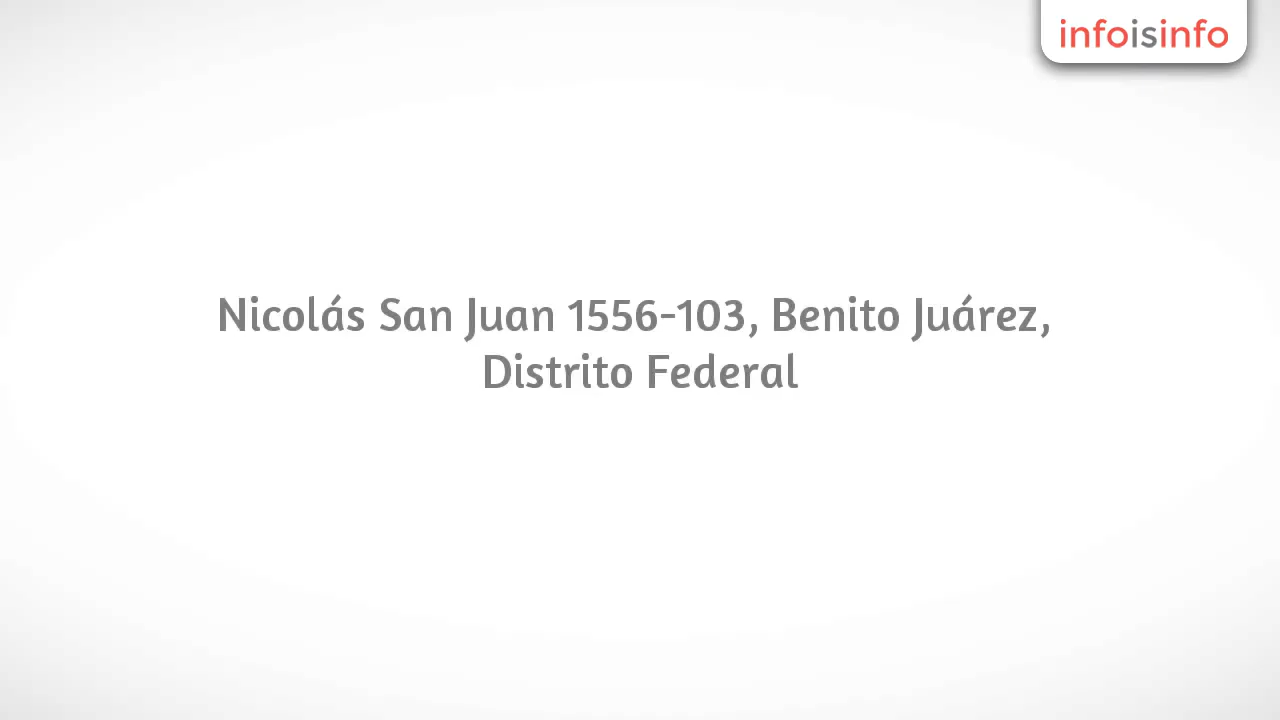 infoisinfo
Nicolás San Juan 1556-103, Benito Juárez,
Distrito Federal